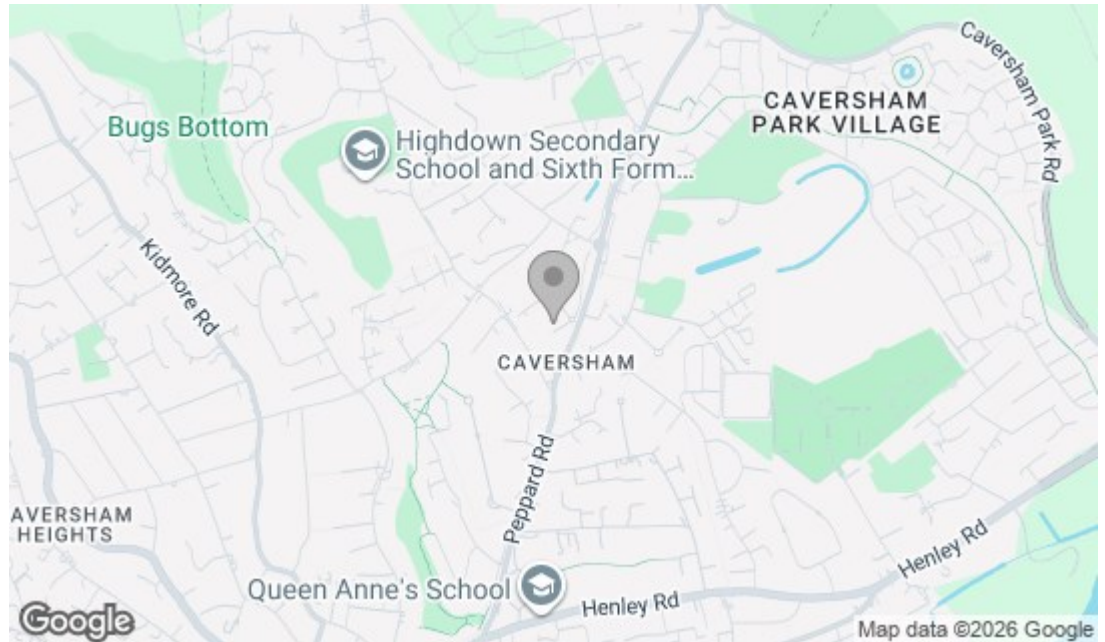 Caversham Park Rd
CAVERSHAM
PARK VILLAGE
Bugs Bottom
Highdown Secondary
School and Sixth Form...
Kidmore Rd
CAVERSHAM
AVERSHAM
HEIGHTS
Peppard Rd
Henley Rd
Queen Anne's School
Henley Rd
Google
Map data ©2026 Google